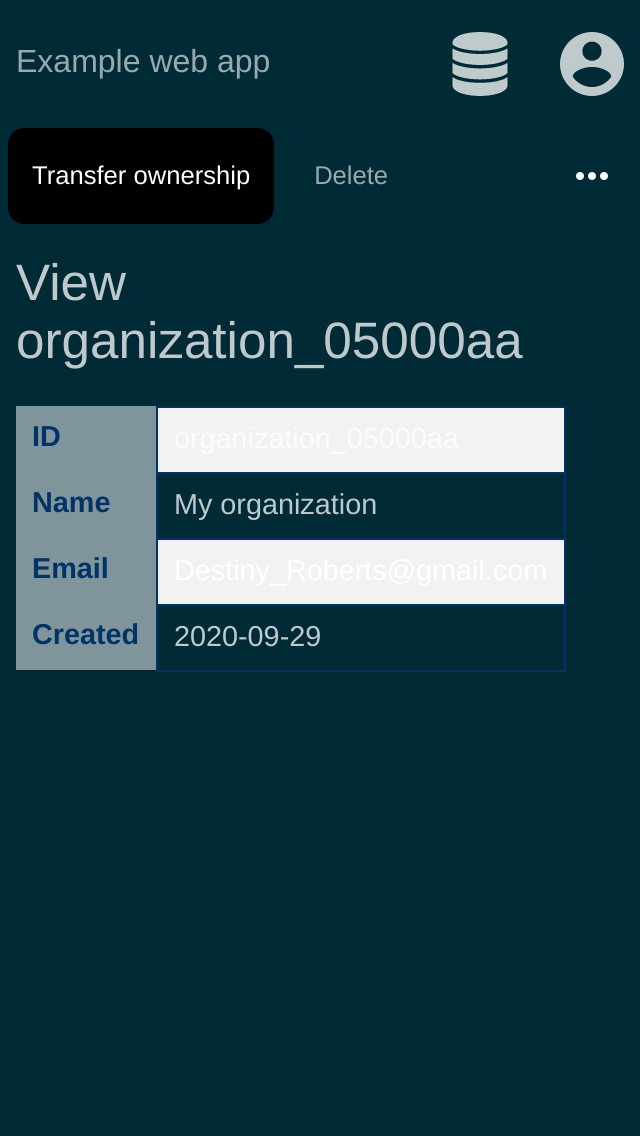 Example web app
Transfer ownership
Delete
View
organization_05000aa
ID organization_05000aa
Name My organization
Email Destiny_Roberts@gmail.com
Created 2020-09-29